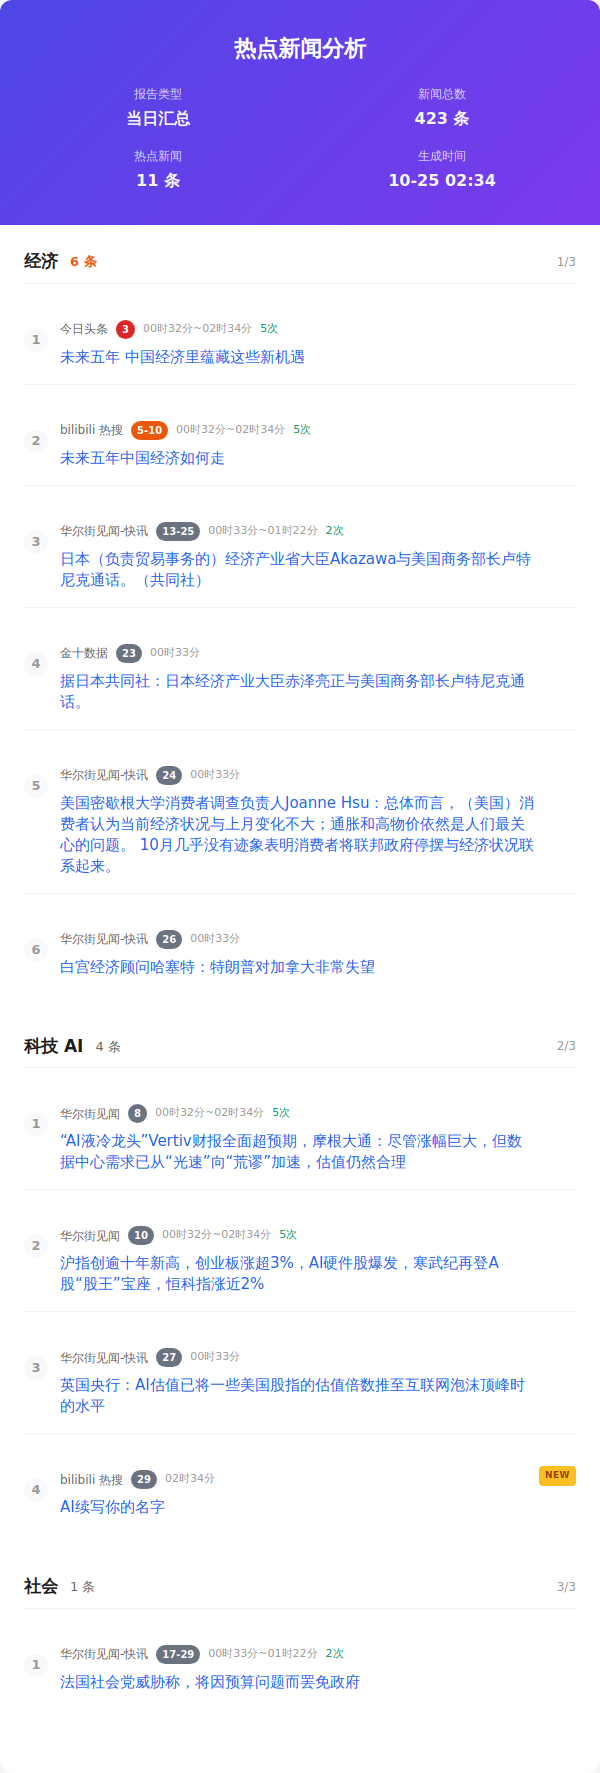 热点新闻分析
报告类型
新闻总数
当日汇总
423 条
热点新闻
生成时间
11 条
10-25 02:34
经济 6 条 1/3
1 今日头条 3 00时32分~02时34分 5次
未来五年 中国经济里蕴藏这些新机遇
2 bilibili 热搜 5-10 00时32分~02时34分 5次
未来五年中国经济如何走
3 华尔街见闻-快讯 13-25 00时33分~01时22分 2次
日本（负责贸易事务的）经济产业省大臣Akazawa与美国商务部长卢特
尼克通话。（共同社）
4 金十数据 23 00时33分
据日本共同社：日本经济产业大臣赤泽亮正与美国商务部长卢特尼克通
话。
5 华尔街见闻-快讯 24 00时33分
美国密歇根大学消费者调查负责人Joanne Hsu：总体而言，（美国）消
费者认为当前经济状况与上月变化不大；通胀和高物价依然是人们最关
心的问题。 10月几乎没有迹象表明消费者将联邦政府停摆与经济状况联
系起来。
6 华尔街见闻-快讯 26 00时33分
白宫经济顾问哈塞特：特朗普对加拿大非常失望
科技 AI 4 条 2/3
1 华尔街见闻 8 00时32分~02时34分 5次
“AI液冷龙头”Vertiv财报全面超预期，摩根大通：尽管涨幅巨大，但数
据中心需求已从“光速”向“荒谬”加速，估值仍然合理
2 华尔街见闻 10 00时32分~02时34分 5次
沪指创逾十年新高，创业板涨超3%，AI硬件股爆发，寒武纪再登A
股“股王”宝座，恒科指涨近2%
3 华尔街见闻-快讯 27 00时33分
英国央行：AI估值已将一些美国股指的估值倍数推至互联网泡沫顶峰时
的水平
4 bilibili 热搜 29 02时34分 NEW
AI续写你的名字
社会 1 条 3/3
1 华尔街见闻-快讯 17-29 00时33分~01时22分 2次
法国社会党威胁称，将因预算问题而罢免政府